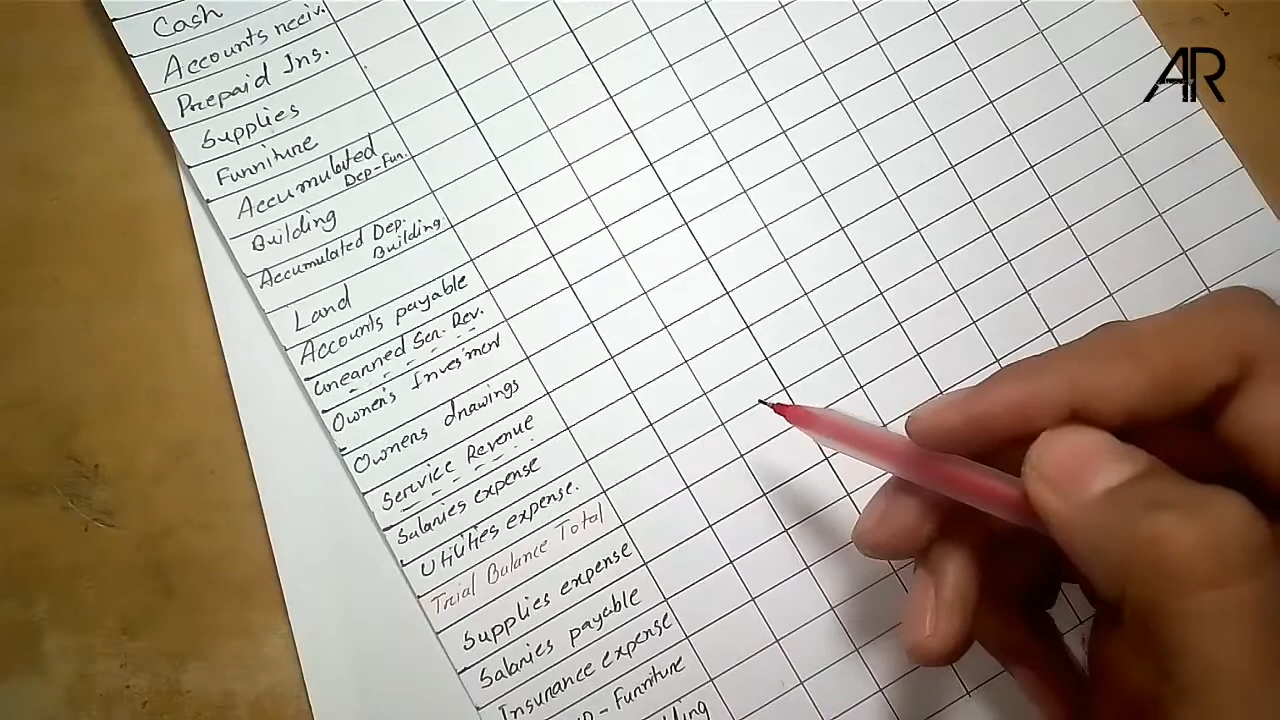 Cash
Accounts receiv.
Prepaid Ins.
Supplies
Furniture
Accumulated
Dep-Fun.
Building
Accumulated Dep.
Building
Land
Accounts payable
Unearned Ser. Rev.
Owner's Invesment
Owners drawings
Service Revenue
Salaries expense
Utilities expense.
Trial Balance Total
Supplies expense
Salaries payable
Insurance expense
- Furniture
AR